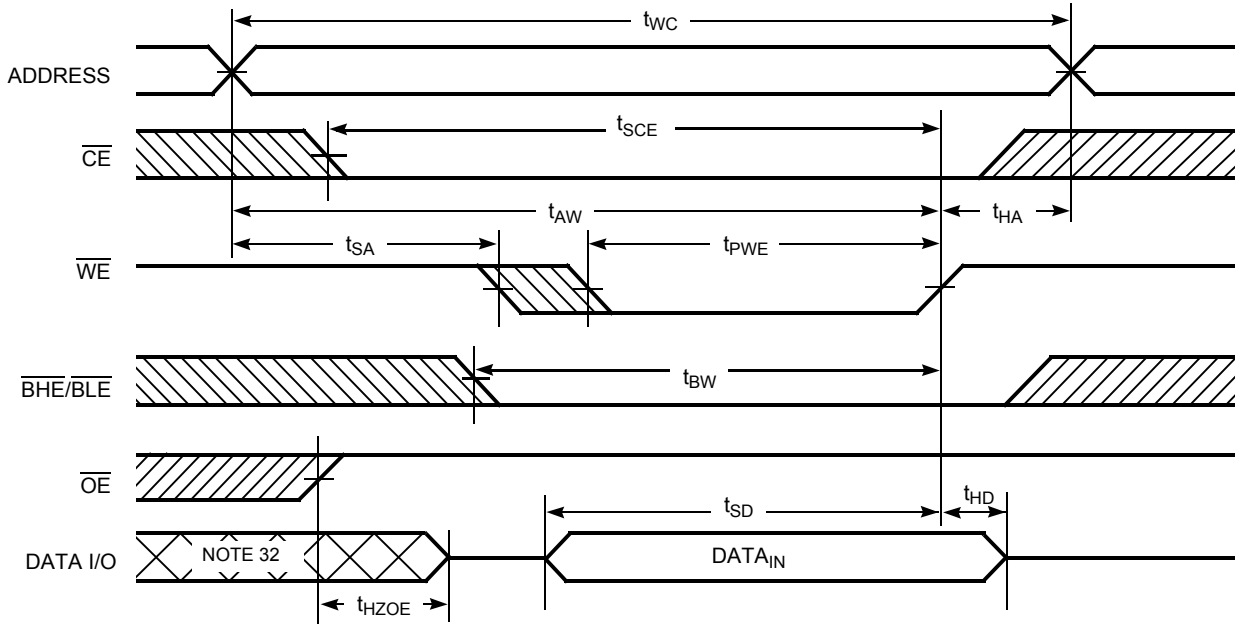 tWC
ADDRESS
tSCE
CE
tAW
tHA
tSA
tPWE
WE
tBW
BHE/BLE
OE
tSD
tHD
DATA I/O
NOTE 32
DATAIN
tHZOE